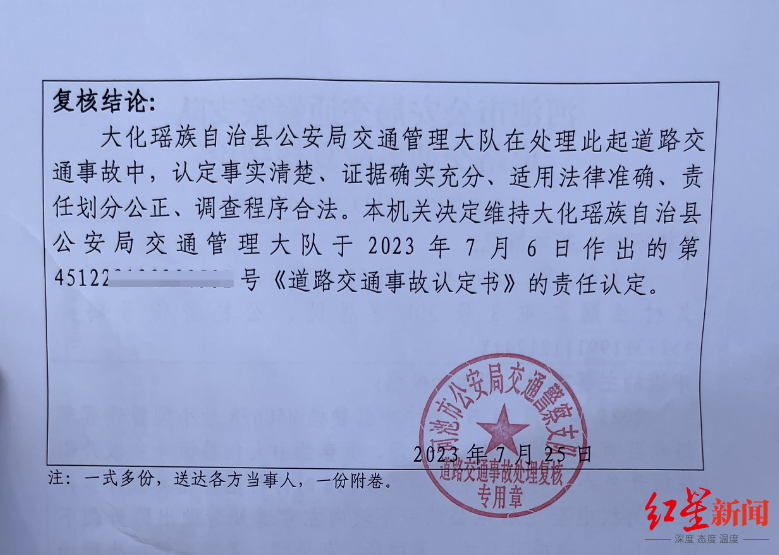 复核结论:
大化瑶族自治县公安局交通管理大队在处理此起道路交
通事故中，认定事实清楚、证据确实充分、适用法律准确、责
任划分公正、调查程序合法。本机关决定维持大化瑶族自治县
公安局交通管理大队于 2023 年 7 月 6 日作出的第
45122 号《道路交通事故认定书》的责任认定。
河池市公安局交通警察支队
2023 年 7 月 25 日
道路交通事故处理复核
专用章
注：一式多份，送达各方当事人，一份附卷。
红星新闻
深度 态度 温度